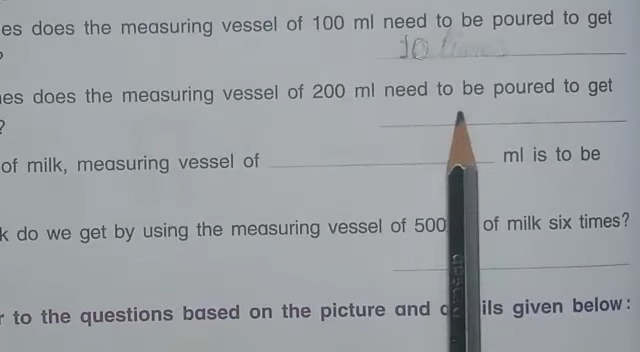 es does the measuring vessel of 100 ml need to be poured to get
?
10 times
es does the measuring vessel of 200 ml need to be poured to get
?
of milk, measuring vessel of ml is to be
k do we get by using the measuring vessel of 500 of milk six times?
r to the questions based on the picture and ils given below: